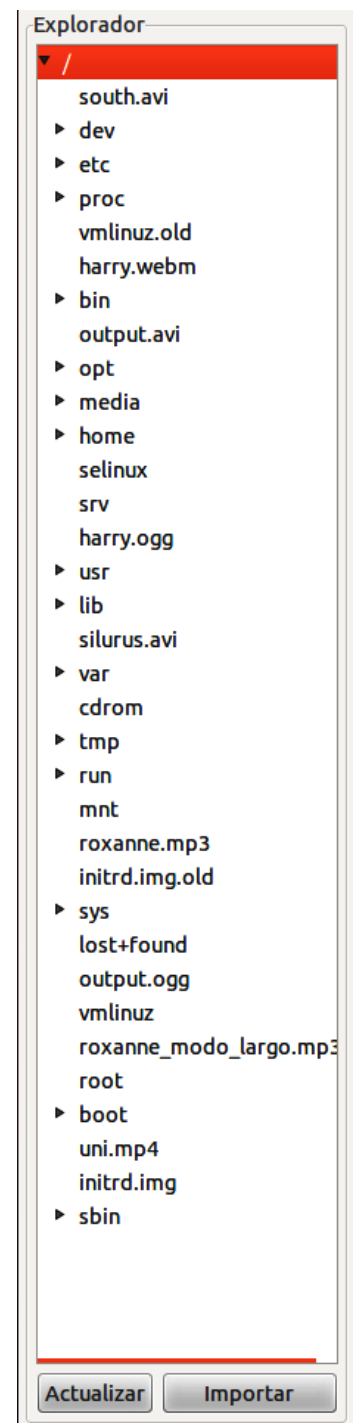 Explorador
/
south.avi
dev
etc
proc
vmlinuz.old
harry.webm
bin
output.avi
opt
media
home
selinux
srv
harry.ogg
usr
lib
silurus.avi
var
cdrom
tmp
run
mnt
roxanne.mp3
initrd.img.old
sys
lost+found
output.ogg
vmlinuz
roxanne_modo_largo.mp3
root
boot
uni.mp4
initrd.img
sbin
Actualizar Importar